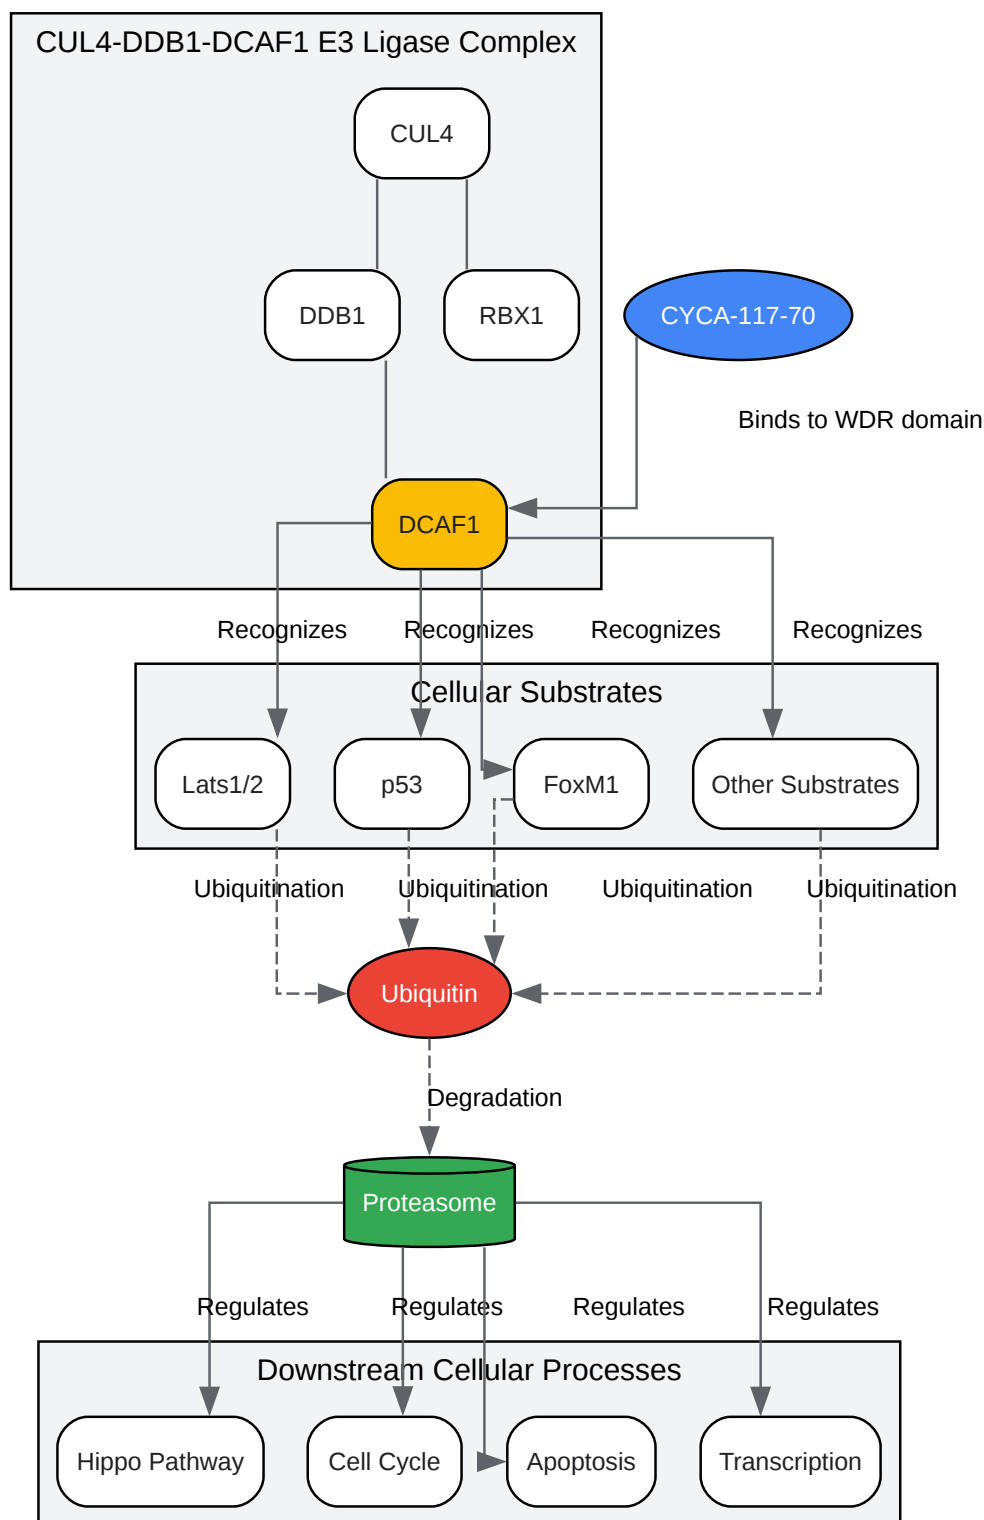 CUL4-DDB1-DCAF1 E3 Ligase Complex
CUL4
DDB1
RBX1
CYCA-117-70
Binds to WDR domain
DCAF1
Recognizes
Recognizes
Recognizes
Recognizes
Cellular Substrates
Lats1/2
p53
FoxM1
Other Substrates
Ubiquitination
Ubiquitination
Ubiquitination
Ubiquitination
Ubiquitin
Degradation
Proteasome
Regulates
Regulates
Regulates
Regulates
Downstream Cellular Processes
Hippo Pathway
Cell Cycle
Apoptosis
Transcription